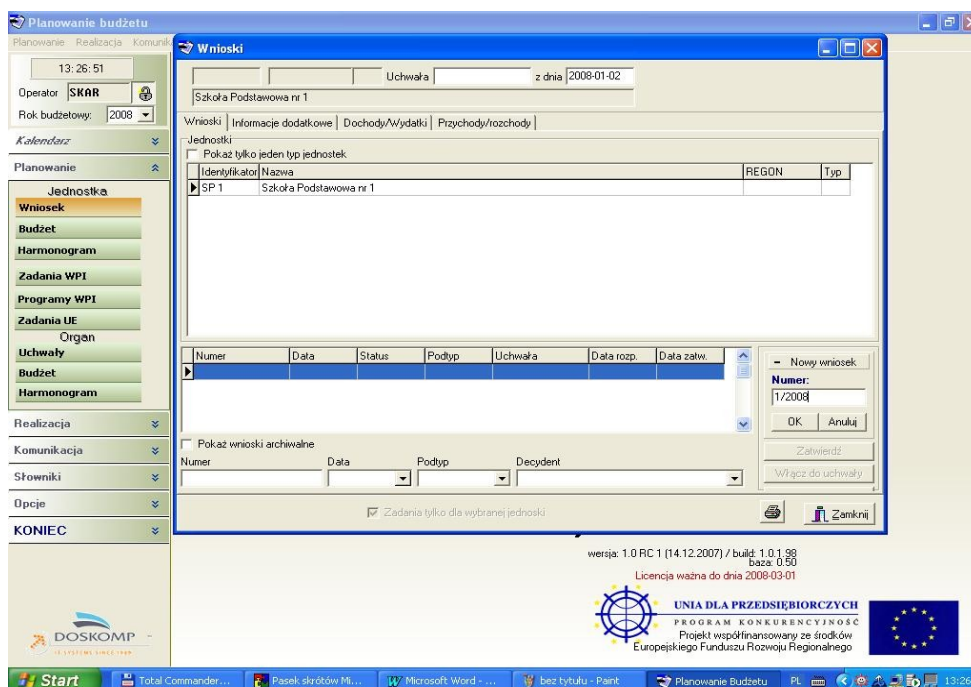 Planowanie budżetu
Planowanie Realizacja Komunik
13:26:51
Operator SKAR
Rok budżetowy: 2008
Kalendarz
Planowanie
Jednostka
Wniosek
Budżet
Harmonogram
Zadania WPI
Programy WPI
Zadania UE
Organ
Uchwały
Budżet
Harmonogram
Realizacja
Komunikacja
Słowniki
Opcje
KONIEC
DOSKOMP
IT SYSTEMS SINCE 1989
Wnioski
Uchwała z dnia 2008-01-02
Szkoła Podstawowa nr 1
Wnioski Informacje dodatkowe Dochody/Wydatki Przychody/rozchody
Jednostki
Pokaż tylko jeden typ jednostek
Identyfikator Nazwa REGON Typ
SP 1 Szkoła Podstawowa nr 1
Numer Data Status Podtyp Uchwała Data rozp. Data zatw.
Nowy wniosek
Numer:
1/2008
OK Anuluj
Zatwierdź
Włącz do uchwały
Pokaż wnioski archiwalne
Numer Data Podtyp Decydent
Zadania tylko dla wybranej jednoski
Zamknij
wersja: 1.0 RC 1 (14.12.2007) / build: 1.0.1.98
baza: 0.50
Licencja ważna do dnia 2008-03-01
UNIA DLA PRZEDSIĘBIORCZYCH
PROGRAM KONKURENCYJNOŚĆ
Projekt współfinansowany ze środków
Europejskiego Funduszu Rozwoju Regionalnego
Start Total Commander... Pasek skrótów Mi... Microsoft Word - ... bez tytułu - Paint Planowanie Budżetu PL 13:26